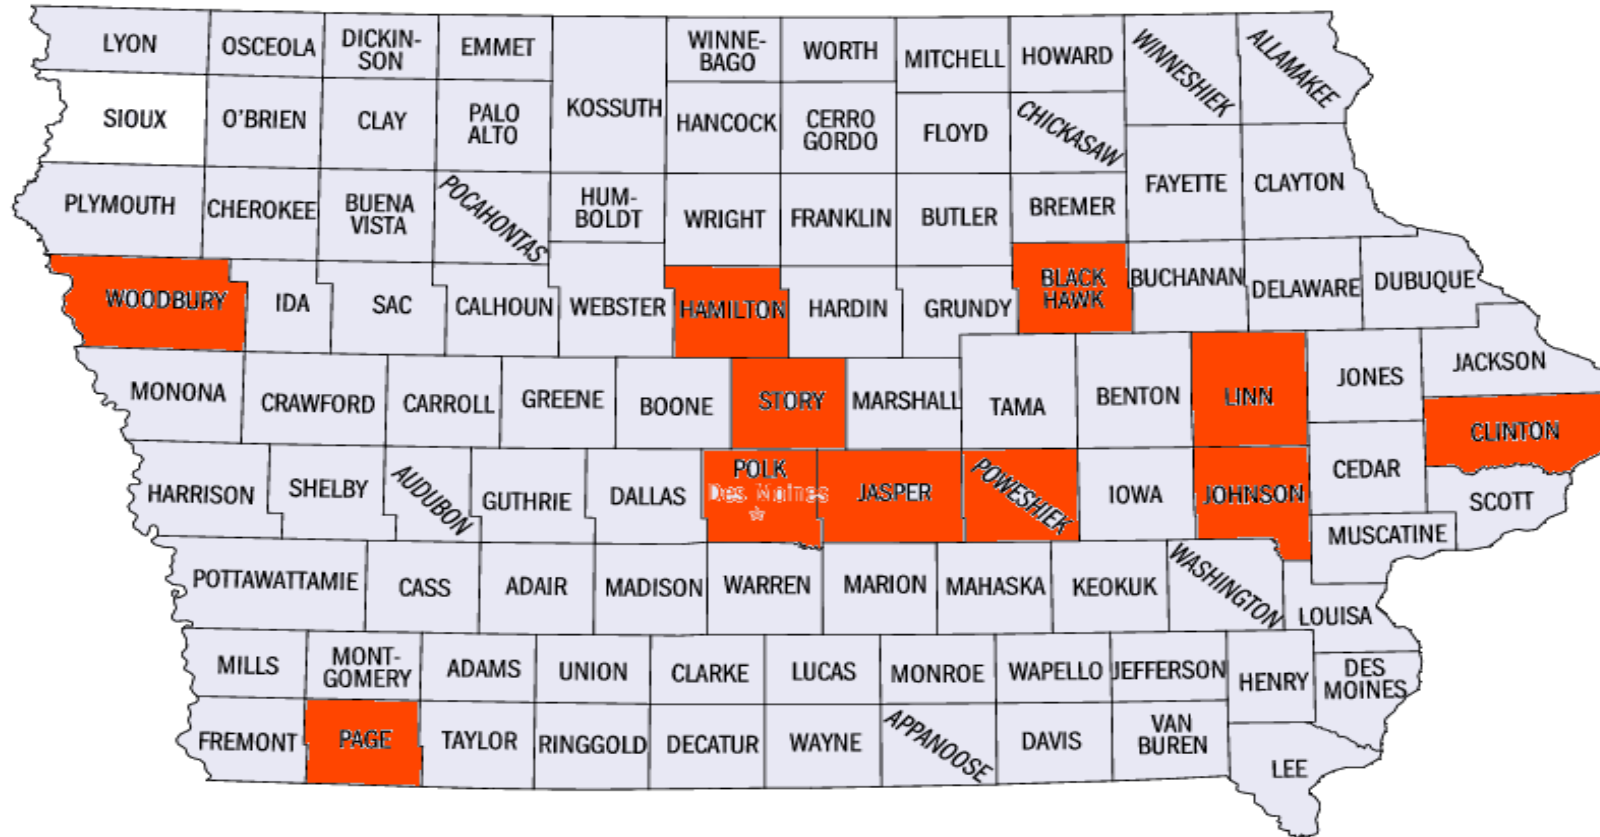 LYON
OSCEOLA
DICKIN-
SON
EMMET
KOSSUTH
WINNE-
BAGO
WORTH
MITCHELL
HOWARD
WINNESHIEK
ALLAMAKEE
SIOUX
O'BRIEN
CLAY
PALO
ALTO
HANCOCK
CERRO
GORDO
FLOYD
CHICKASAW
FAYETTE
CLAYTON
PLYMOUTH
CHEROKEE
BUENA
VISTA
POCAHONTAS
HUM-
BOLDT
WRIGHT
FRANKLIN
BUTLER
BREMER
WOODBURY
IDA
SAC
CALHOUN
WEBSTER
HAMILTON
HARDIN
GRUNDY
BLACK
HAWK
BUCHANAN
DELAWARE
DUBUQUE
MONONA
CRAWFORD
CARROLL
GREENE
BOONE
STORY
MARSHALL
TAMA
BENTON
LINN
JONES
JACKSON
CLINTON
HARRISON
SHELBY
AUDUBON
GUTHRIE
DALLAS
POLK
Des Moines
JASPER
POWESHIEK
IOWA
JOHNSON
CEDAR
SCOTT
MUSCATINE
POTTAWATTAMIE
CASS
ADAIR
MADISON
WARREN
MARION
MAHASKA
KEOKUK
WASHINGTON
LOUISA
MILLS
MONT-
GOMERY
ADAMS
UNION
CLARKE
LUCAS
MONROE
WAPELLO
JEFFERSON
HENRY
DES
MOINES
FREMONT
PAGE
TAYLOR
RINGGOLD
DECATUR
WAYNE
APPANOOSE
DAVIS
VAN
BUREN
LEE